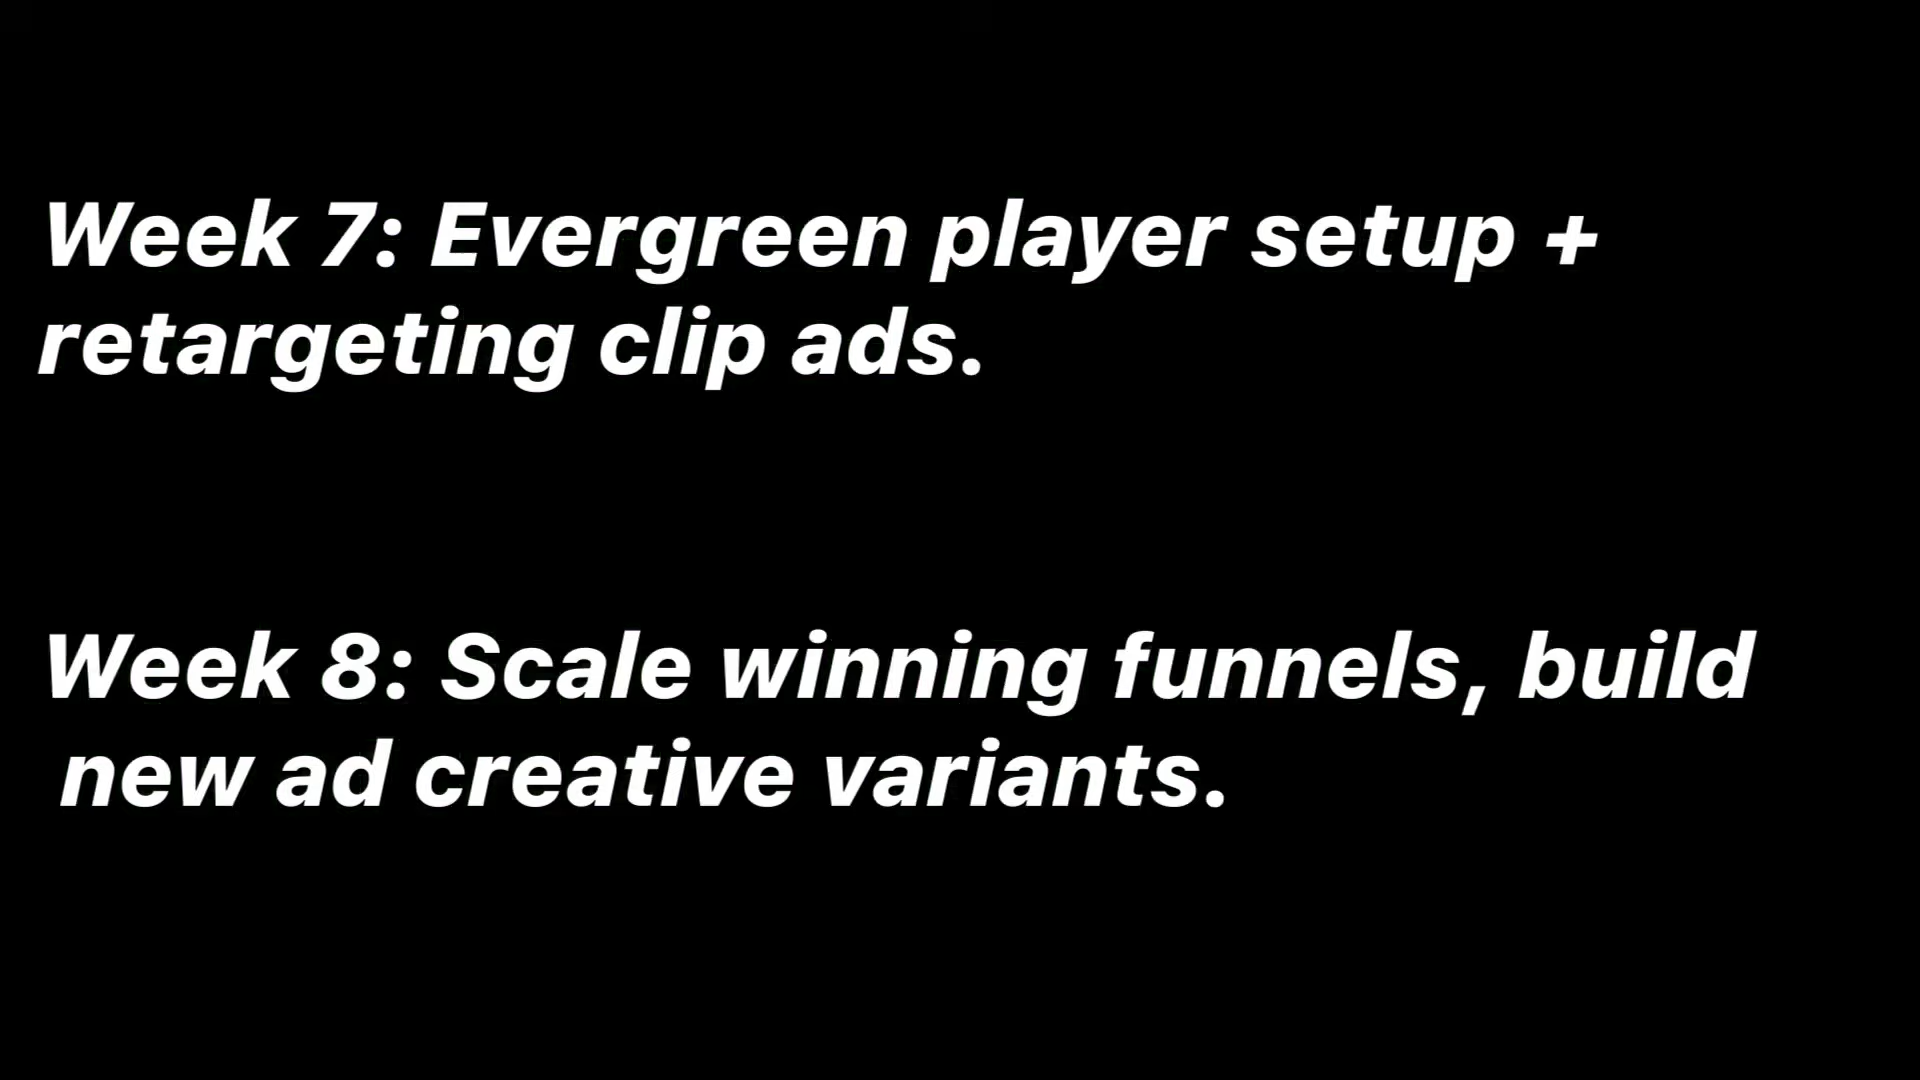 Week 7: Evergreen player setup +
retargeting clip ads.
Week 8: Scale winning funnels, build
new ad creative variants.